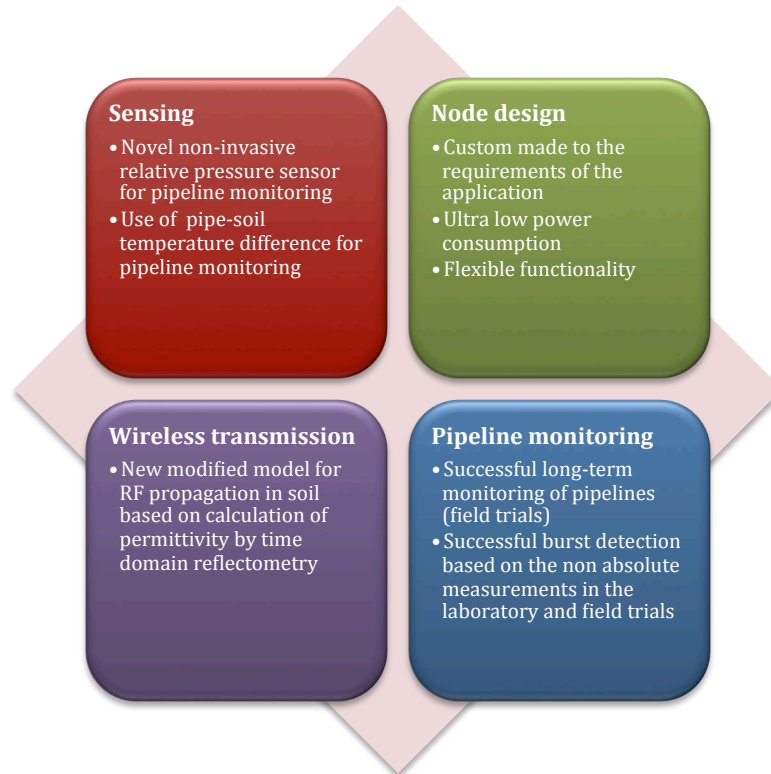 Sensing
• Novel non-invasive
relative pressure sensor
for pipeline monitoring
• Use of pipe-soil
temperature difference for
pipeline monitoring
Node design
• Custom made to the
requirements of the
application
• Ultra low power
consumption
• Flexible functionality
Wireless transmission
• New modified model for
RF propagation in soil
based on calculation of
permittivity by time
domain reflectometry
Pipeline monitoring
• Successful long-term
monitoring of pipelines
(field trials)
• Successful burst detection
based on the non absolute
measurements in the
laboratory and field trials